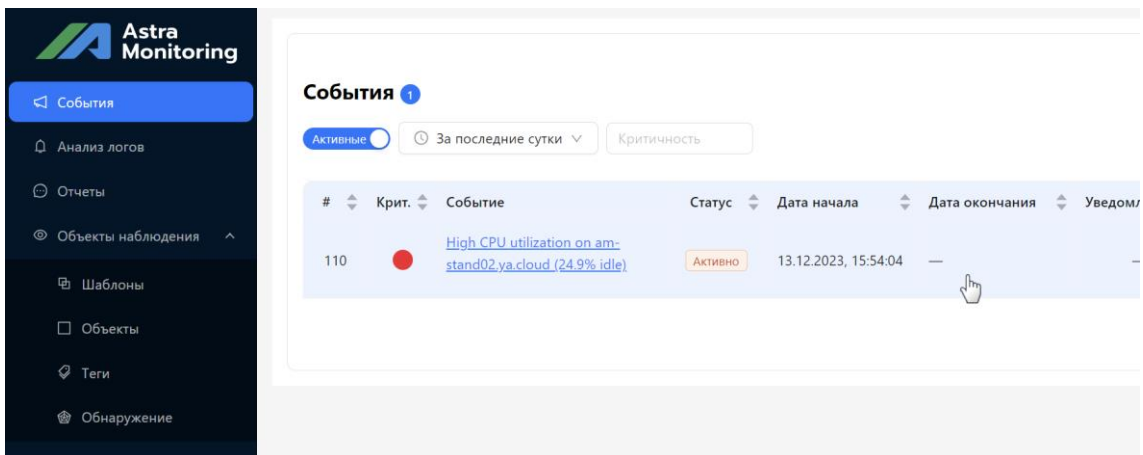 Astra
Monitoring
События
Анализ логов
Отчеты
Объекты наблюдения
Шаблоны
Объекты
Теги
Обнаружение
События 1
Активные За последние сутки Критичность
# Крит. Событие Статус Дата начала Дата окончания Уведомл
110 High CPU utilization on am-
stand02.ya.cloud (24.9% idle) Активно 13.12.2023, 15:54:04 — —